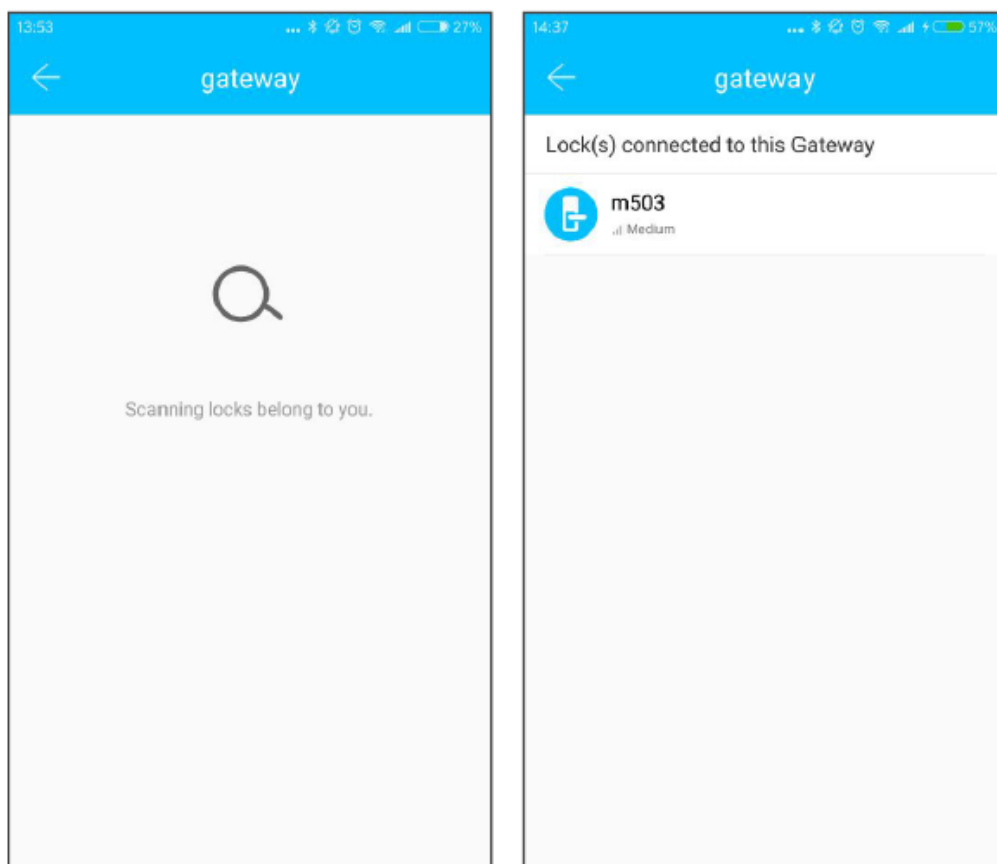 13:53
27%
gateway
Scanning locks belong to you.
14:37
57%
gateway
Lock(s) connected to this Gateway
m503
Medium